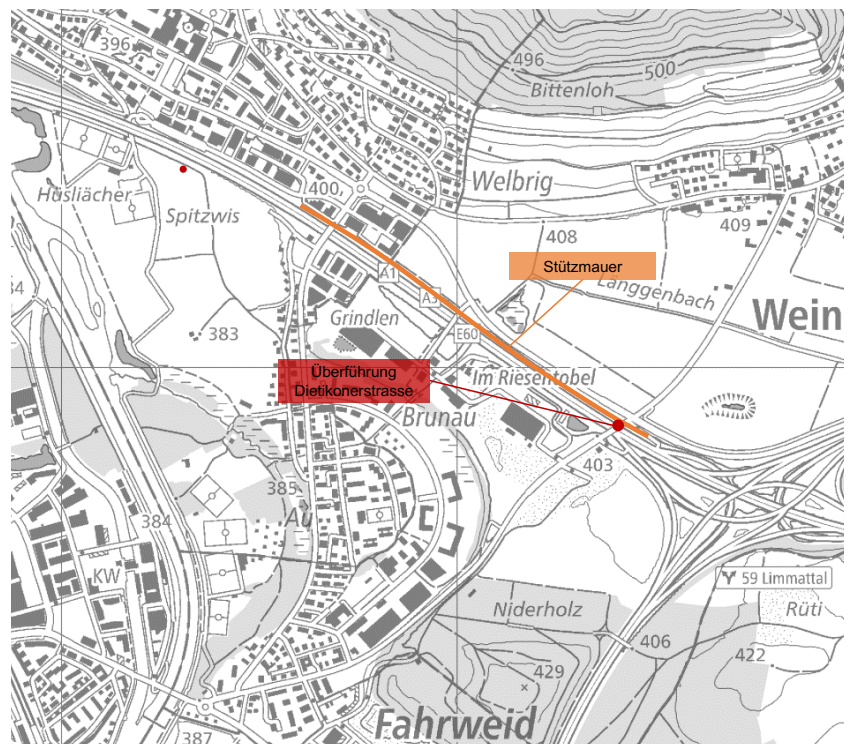 396
496
500
Bittenloh
Welbrig
400
Hüsliächer
Spitzwis
408
409
Stützmauer
A1
Länggenbach
A3
Grindlen
E60
Wein
383
Überführung
Dietikonerstrasse
Im Riesentobel
Brunau
403
385
Au
384
KW
59 Limmattal
Niderholz
Rüti
406
422
429
Fahrweid
387